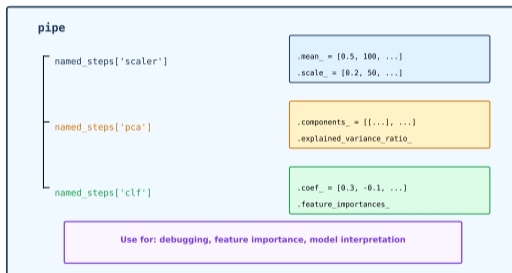 pipe
named_steps['scaler']
.mean_ = [0.5, 100, ...]
.scale_ = [0.2, 50, ...]
named_steps['pca']
.components_ = [[...], ...]
.explained_variance_ratio_
named_steps['clf']
.coef_ = [0.3, -0.1, ...]
.feature_importances_
Use for: debugging, feature importance, model interpretation